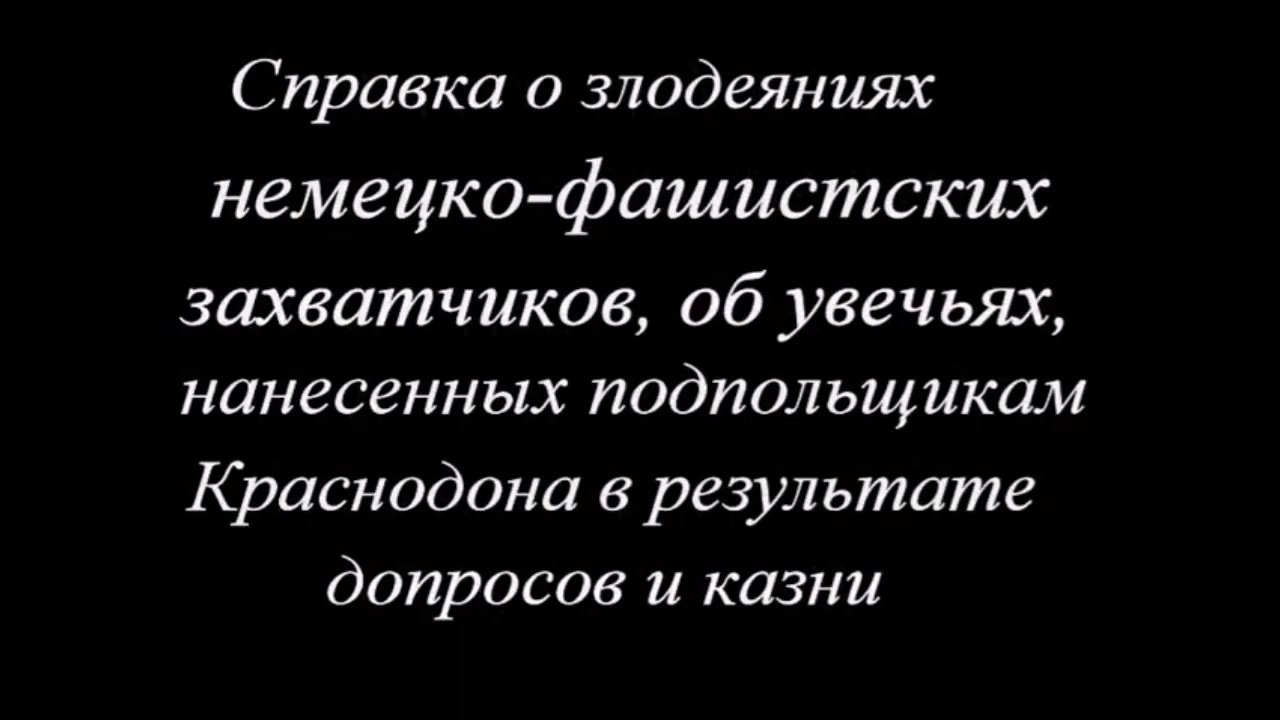 Справка о злодеяниях
немецко-фашистских
захватчиков, об увечьях,
нанесенных подпольщикам
Краснодона в результате
допросов и казни